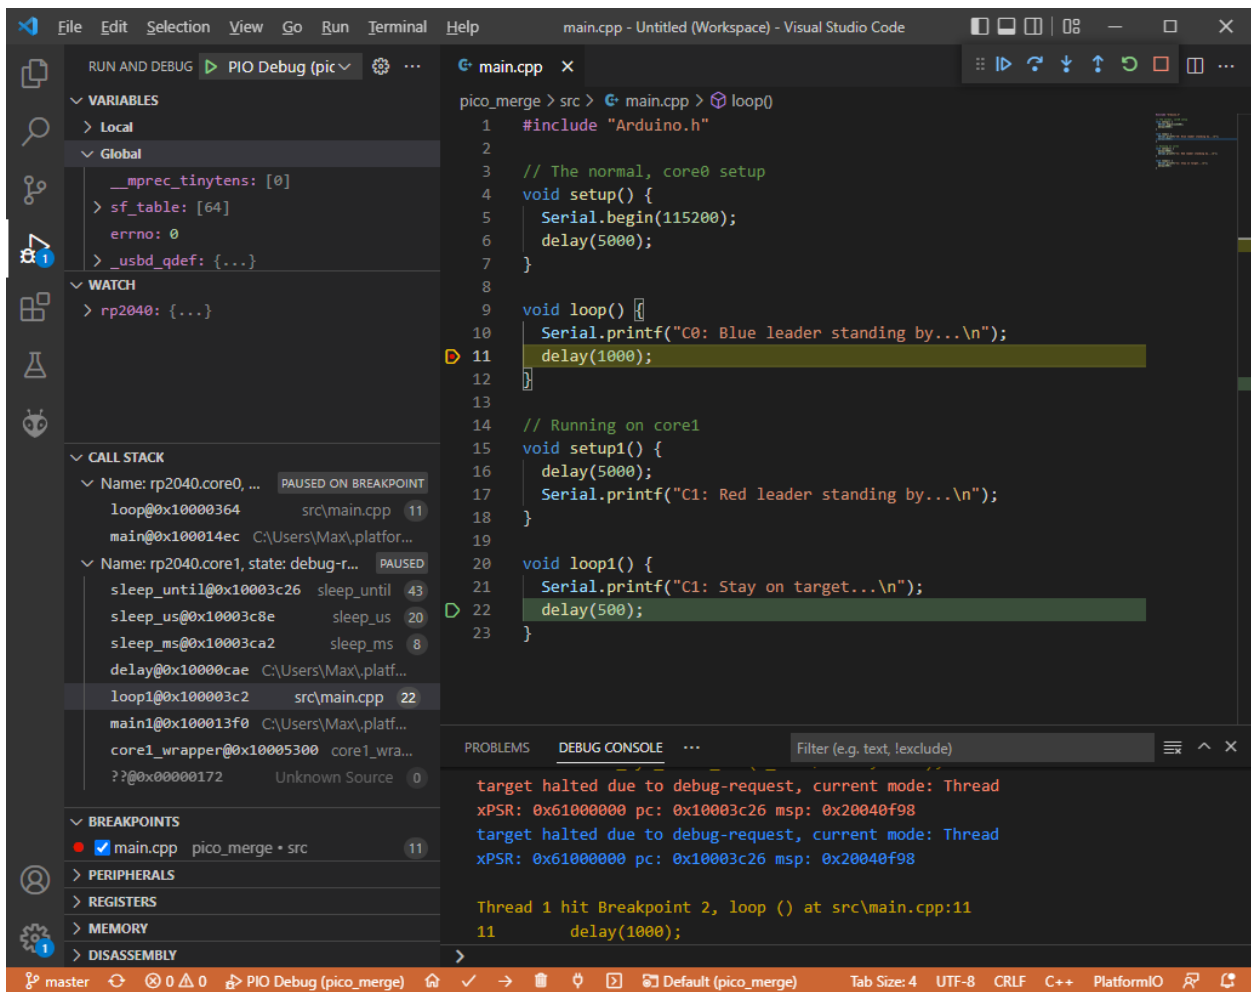 File Edit Selection View Go Run Terminal Help main.cpp - Untitled (Workspace) - Visual Studio Code
RUN AND DEBUG PIO Debug (pic
VARIABLES
Local
Global
__mprec_tinytens: [0]
sf_table: [64]
errno: 0
_usbd_qdef: {...}
WATCH
rp2040: {...}
CALL STACK
Name: rp2040.core0, ... PAUSED ON BREAKPOINT
loop@0x10000364 src\main.cpp 11
main@0x100014ec C:\Users\Max\.platfor...
Name: rp2040.core1, state: debug-r... PAUSED
sleep_until@0x10003c26 sleep_until 43
sleep_us@0x10003c8e sleep_us 20
sleep_ms@0x10003ca2 sleep_ms 8
delay@0x10000cae C:\Users\Max\.platf...
loop1@0x100003c2 src\main.cpp 22
main1@0x100013f0 C:\Users\Max\.platf...
core1_wrapper@0x10005300 core1_wra...
??@0x00000172 Unknown Source 0
BREAKPOINTS
main.cpp pico_merge • src 11
PERIPHERALS
REGISTERS
MEMORY
DISASSEMBLY
1
1
main.cpp
pico_merge > src > main.cpp > loop()
1 #include "Arduino.h"
2
3 // The normal, core0 setup
4 void setup() {
5 Serial.begin(115200);
6 delay(5000);
7 }
8
9 void loop() {
10 Serial.printf("C0: Blue leader standing by...\n");
11 delay(1000);
12 }
13
14 // Running on core1
15 void setup1() {
16 delay(5000);
17 Serial.printf("C1: Red leader standing by...\n");
18 }
19
20 void loop1() {
21 Serial.printf("C1: Stay on target...\n");
22 delay(500);
23 }
PROBLEMS DEBUG CONSOLE ... Filter (e.g. text, !exclude)
target halted due to debug-request, current mode: Thread
xPSR: 0x61000000 pc: 0x10003c26 msp: 0x20040f98
target halted due to debug-request, current mode: Thread
xPSR: 0x61000000 pc: 0x10003c26 msp: 0x20040f98
Thread 1 hit Breakpoint 2, loop () at src\main.cpp:11
11 delay(1000);
master 0 0 PIO Debug (pico_merge) Default (pico_merge) Tab Size: 4 UTF-8 CRLF C++ PlatformIO